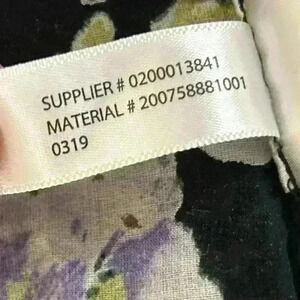 SUPPLIER # 0200013841
MATERIAL # 200758881001
0319